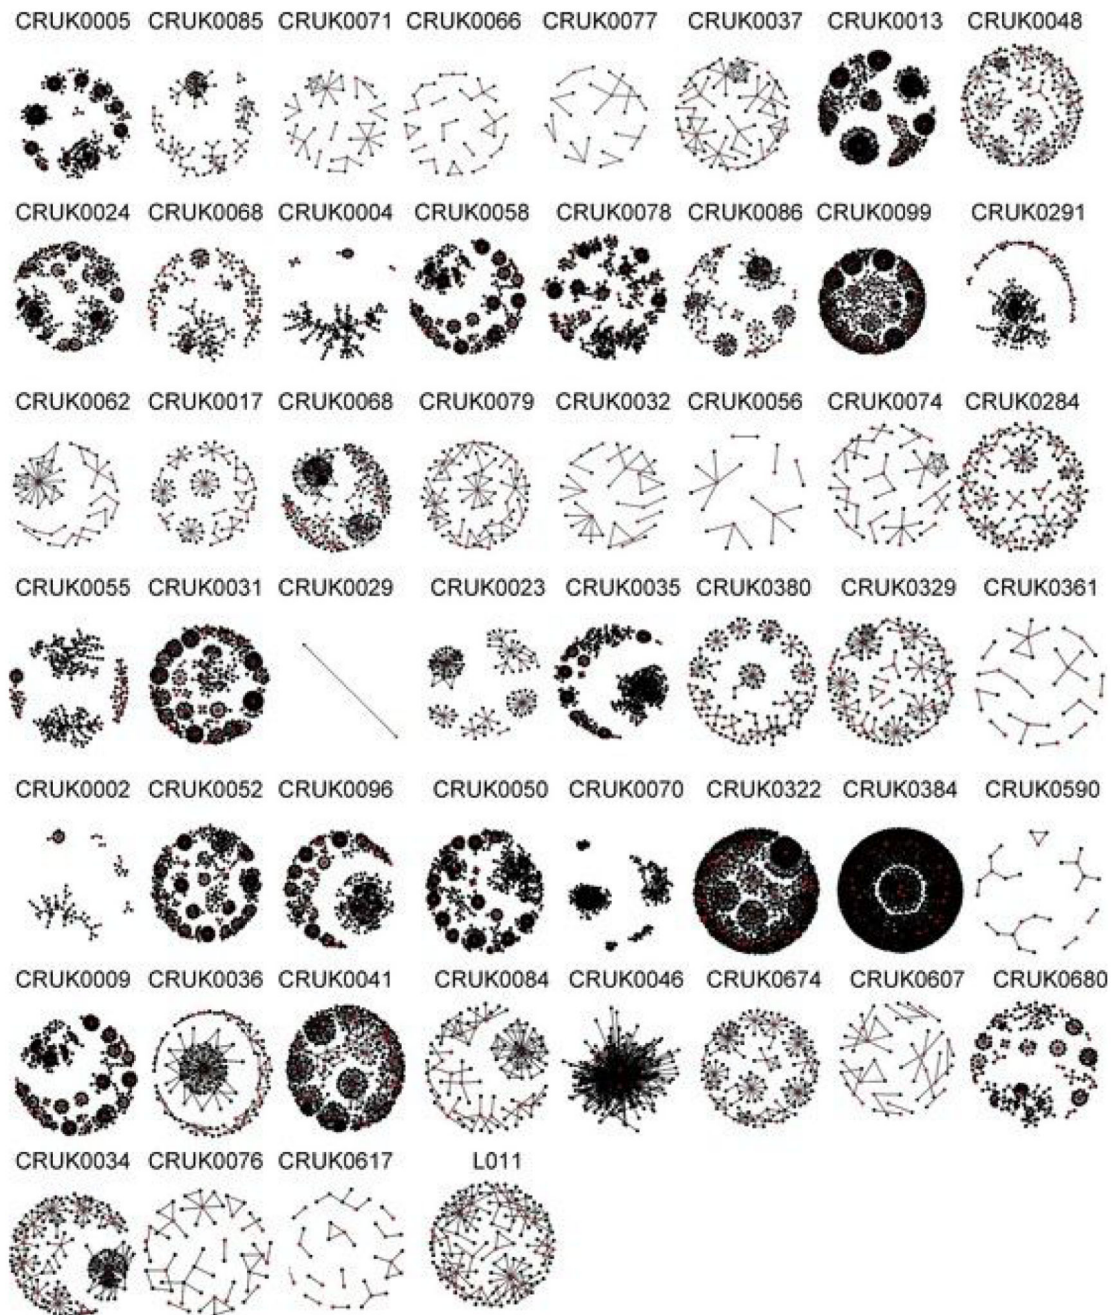 CRUK0005 CRUK0085 CRUK0071 CRUK0066 CRUK0077 CRUK0037 CRUK0013 CRUK0048
CRUK0024 CRUK0068 CRUK0004 CRUK0058 CRUK0078 CRUK0086 CRUK0099 CRUK0291
CRUK0062 CRUK0017 CRUK0068 CRUK0079 CRUK0032 CRUK0056 CRUK0074 CRUK0284
CRUK0055 CRUK0031 CRUK0029 CRUK0023 CRUK0035 CRUK0380 CRUK0329 CRUK0361
CRUK0002 CRUK0052 CRUK0096 CRUK0050 CRUK0070 CRUK0322 CRUK0384 CRUK0590
CRUK0009 CRUK0036 CRUK0041 CRUK0084 CRUK0046 CRUK0674 CRUK0607 CRUK0680
CRUK0034 CRUK0076 CRUK0617 L011